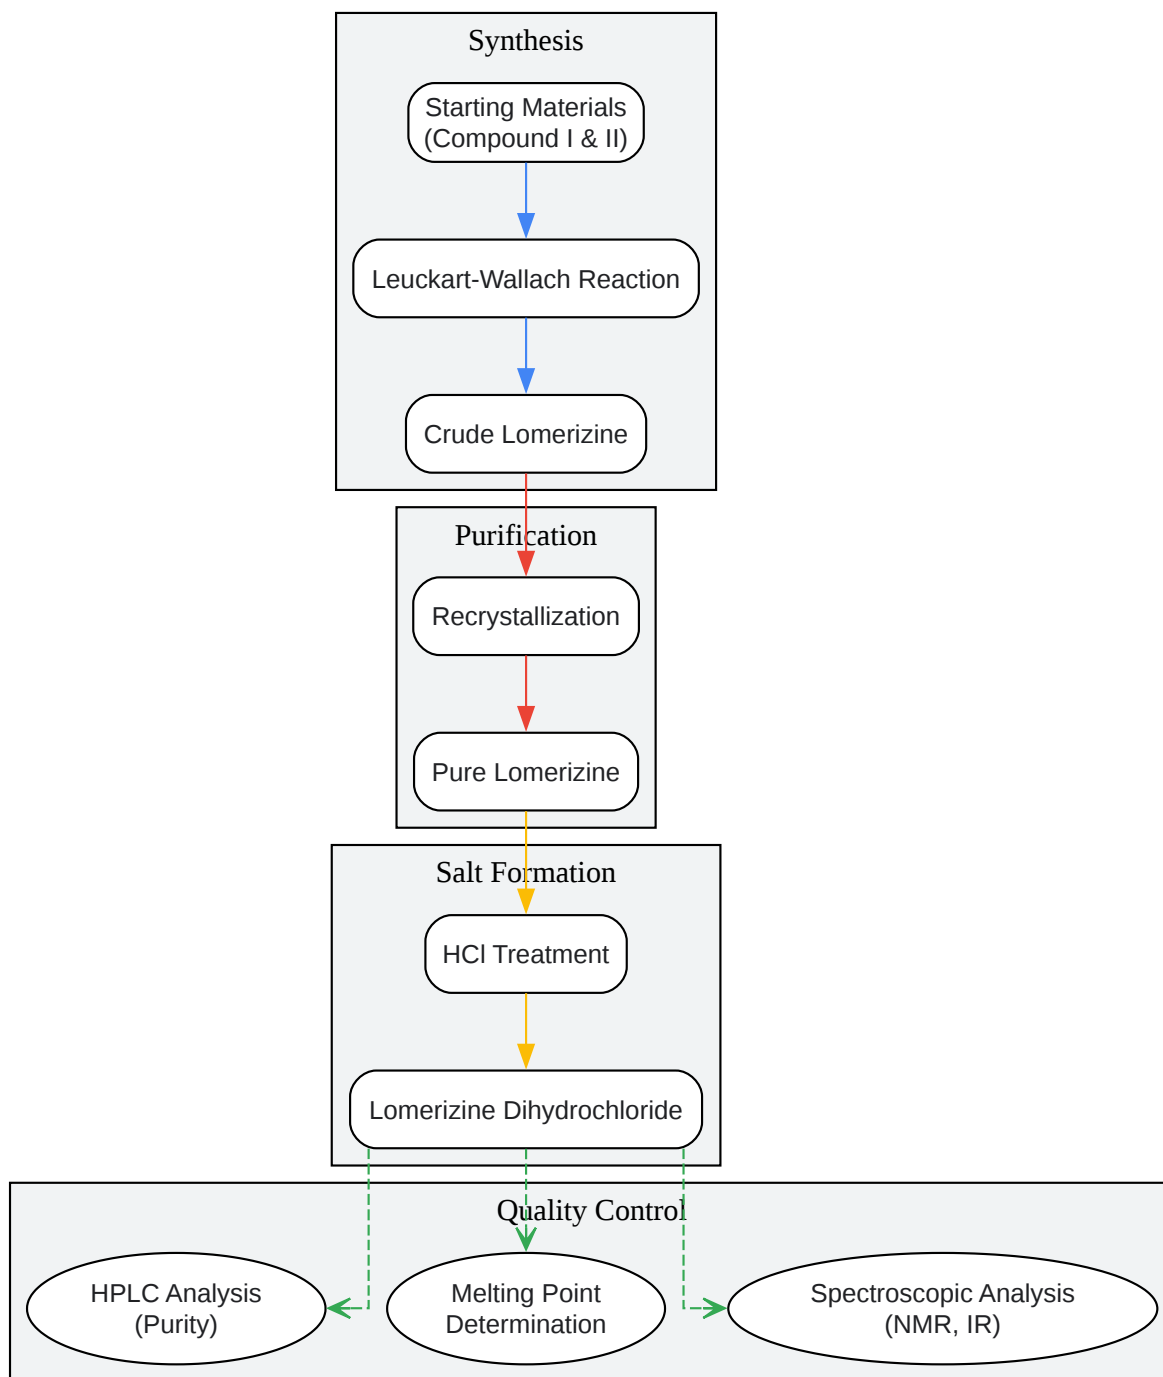 Synthesis
Starting Materials
(Compound I & II)
Leuckart-Wallach Reaction
Crude Lomerizine
Purification
Recrystallization
Pure Lomerizine
Salt Formation
HCl Treatment
Lomerizine Dihydrochloride
Quality Control
HPLC Analysis
(Purity)
Melting Point
Determination
Spectroscopic Analysis
(NMR, IR)